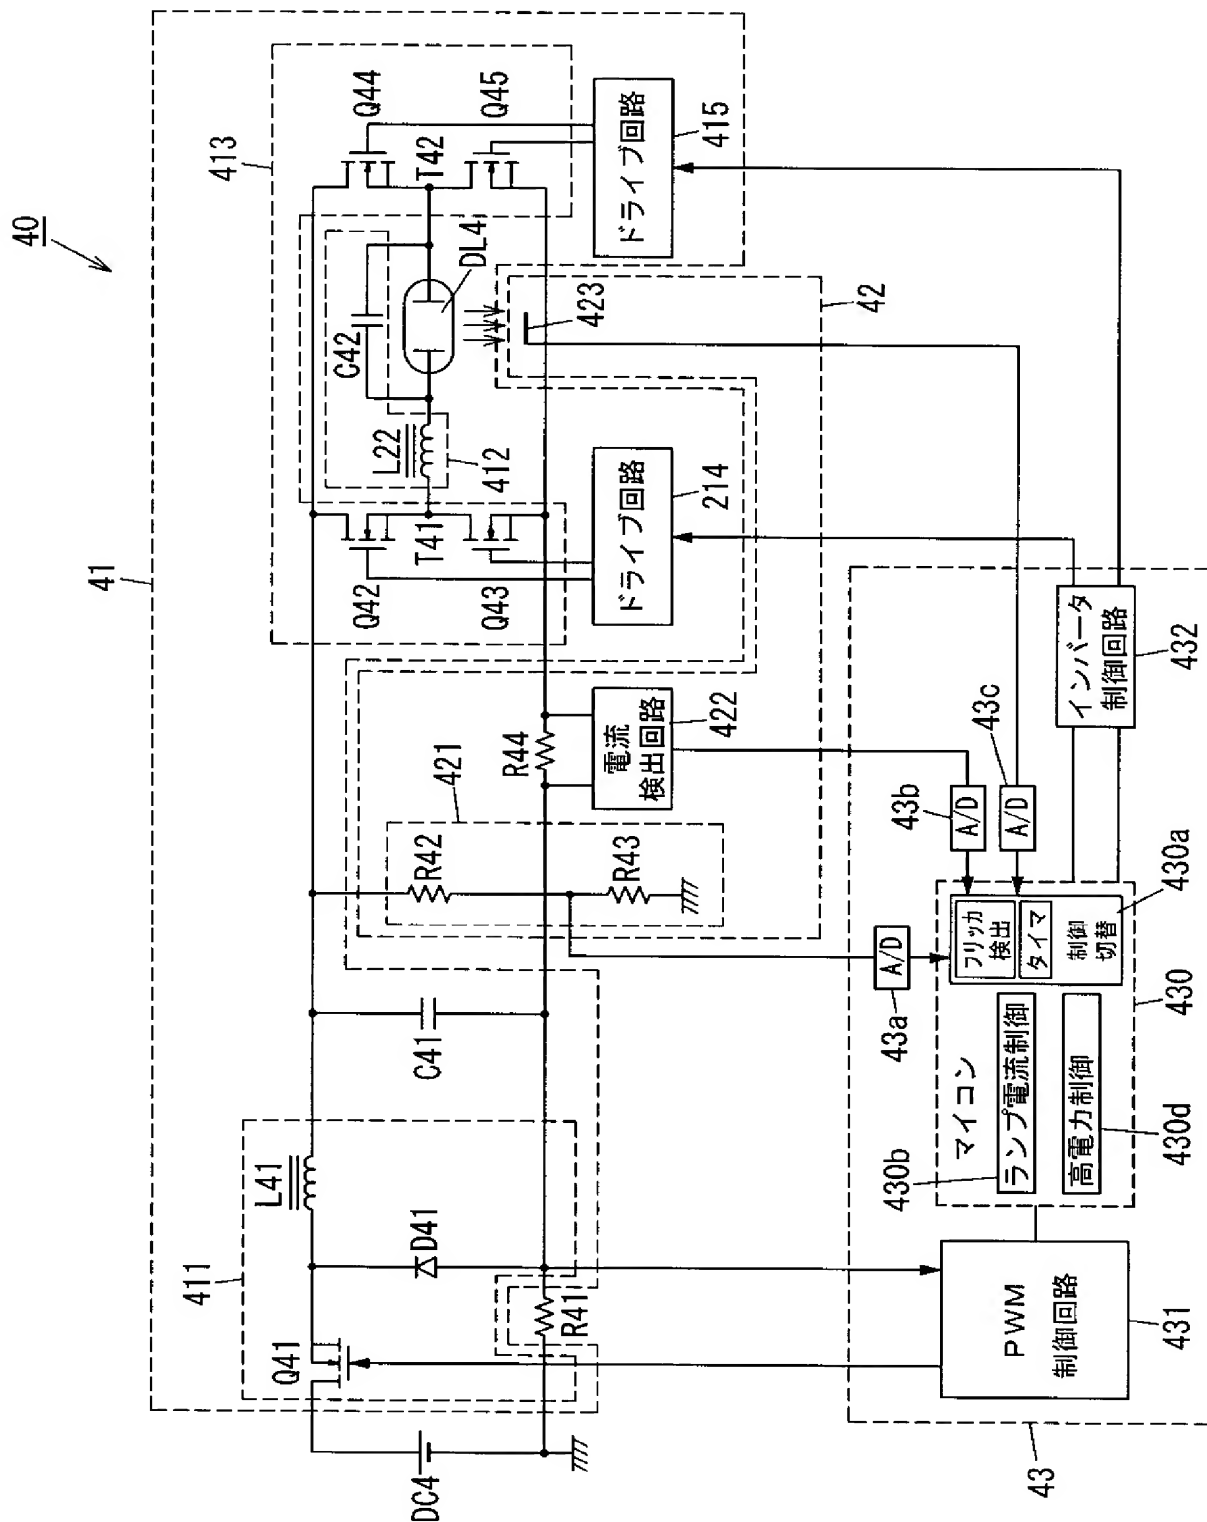 40
41
411
413
Q41
L41
D41
R41
DC4
C41
421
R42
R43
R44
電流
検出回路
422
Q42
Q43
T41
L22
412
C42
DL4
T42
Q44
Q45
ドライブ回路
214
ドライブ回路
415
423
42
43
PWM
制御回路
431
マイコン
430b
ランプ電流制御
高電力制御
430d
430
43a
A/D
43b
A/D
43c
A/D
フリッカ
検出
タイマ
制御
切替
430a
インバータ
制御回路
432